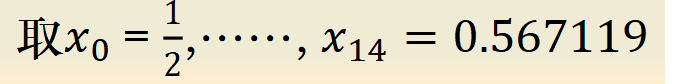 取x₀ = 1/2,⋯⋯, x₁₄ = 0.567119